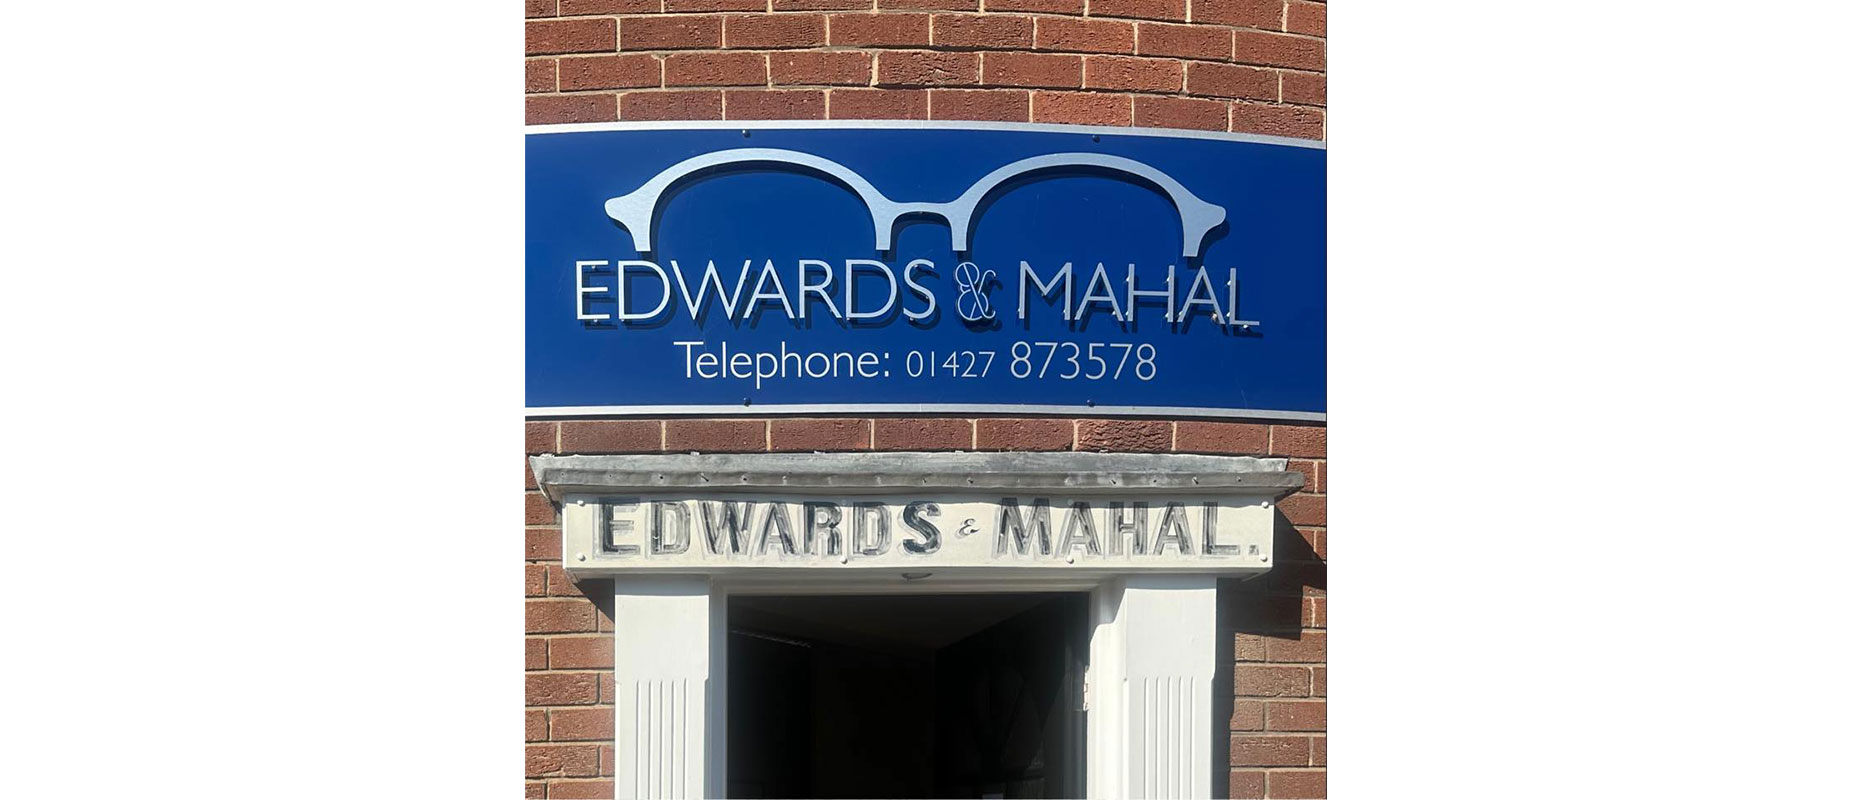 EDWARDS & MAHAL
Telephone: 01427 873578
EDWARDS & MAHAL.